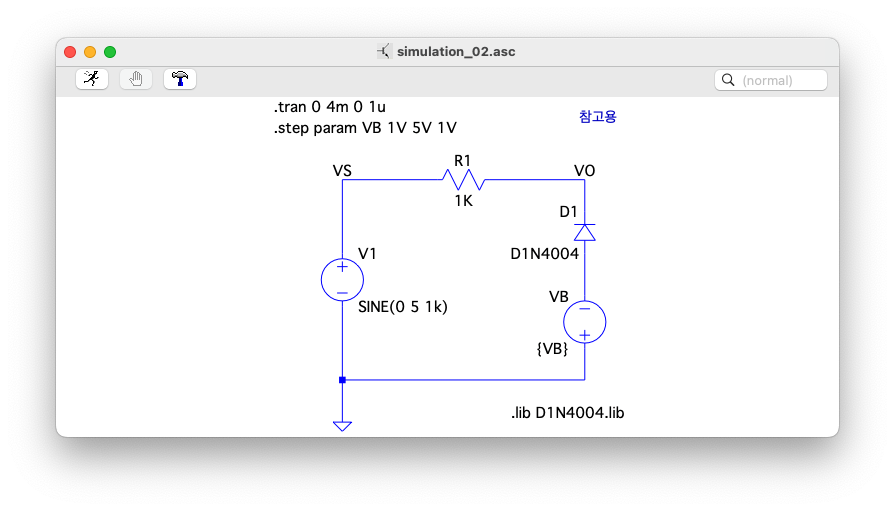 simulation_02.asc
(normal)
.tran 0 4m 0 1u
.step param VB 1V 5V 1V
참고용
VS
R1
1K
VO
D1
D1N4004
V1
+
−
SINE(0 5 1k)
VB
−
+
{VB}
.lib D1N4004.lib